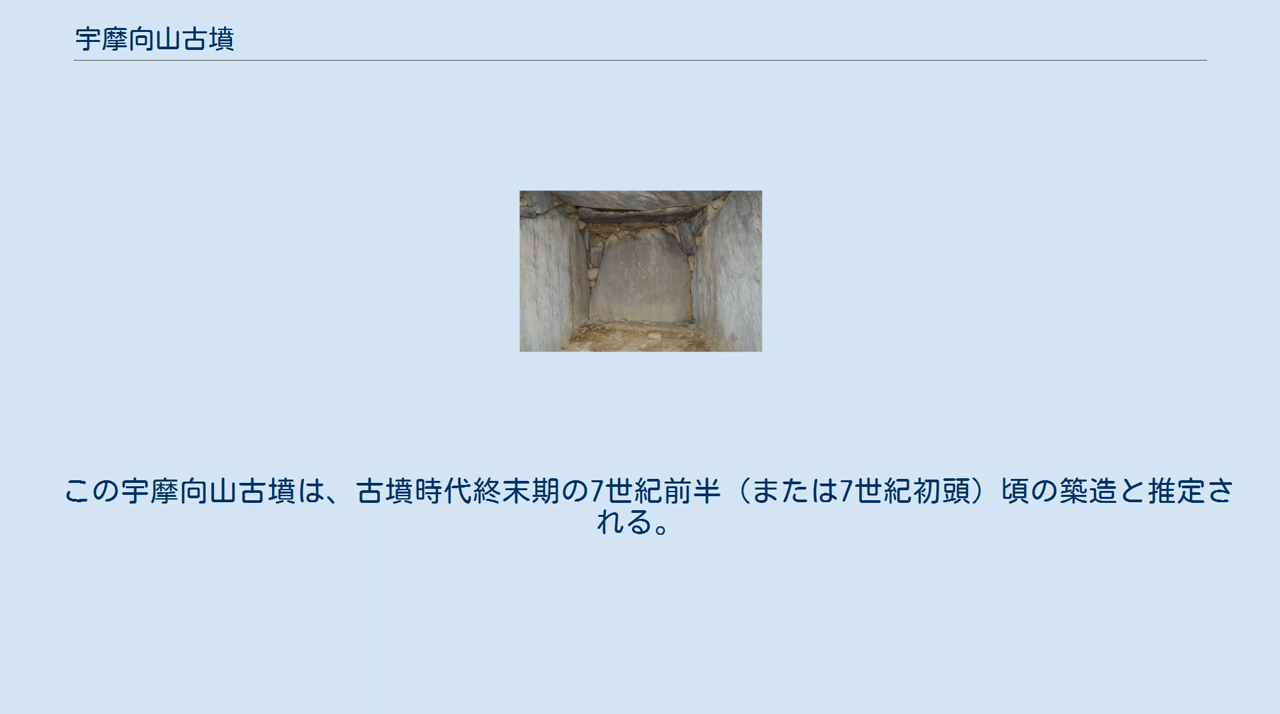 宇摩向山古墳
この宇摩向山古墳は、古墳時代終末期の7世紀前半（または7世紀初頭）頃の築造と推定さ
れる。